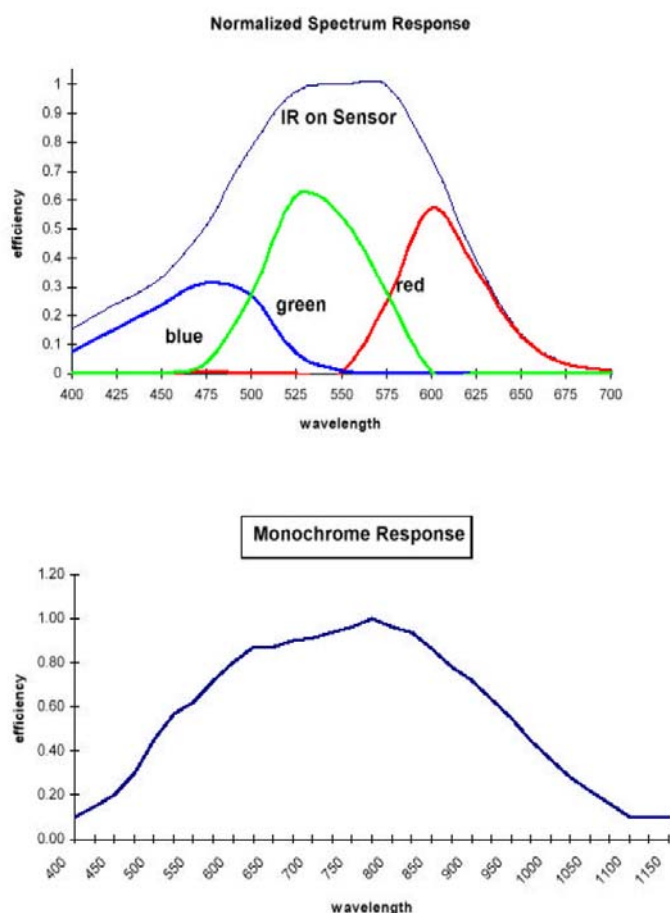 Normalized Spectrum Response
1
0.9
0.8
0.7
0.6
0.5
0.4
0.3
0.2
0.1
0
efficiency
IR on Sensor
blue
green
red
400 425 450 475 500 525 550 575 600 625 650 675 700
wavelength
Monochrome Response
1.20
1.00
0.80
0.60
0.40
0.20
0.00
efficiency
400 450 500 550 600 650 700 750 800 850 900 950 1000 1050 1100 1150
wavelength